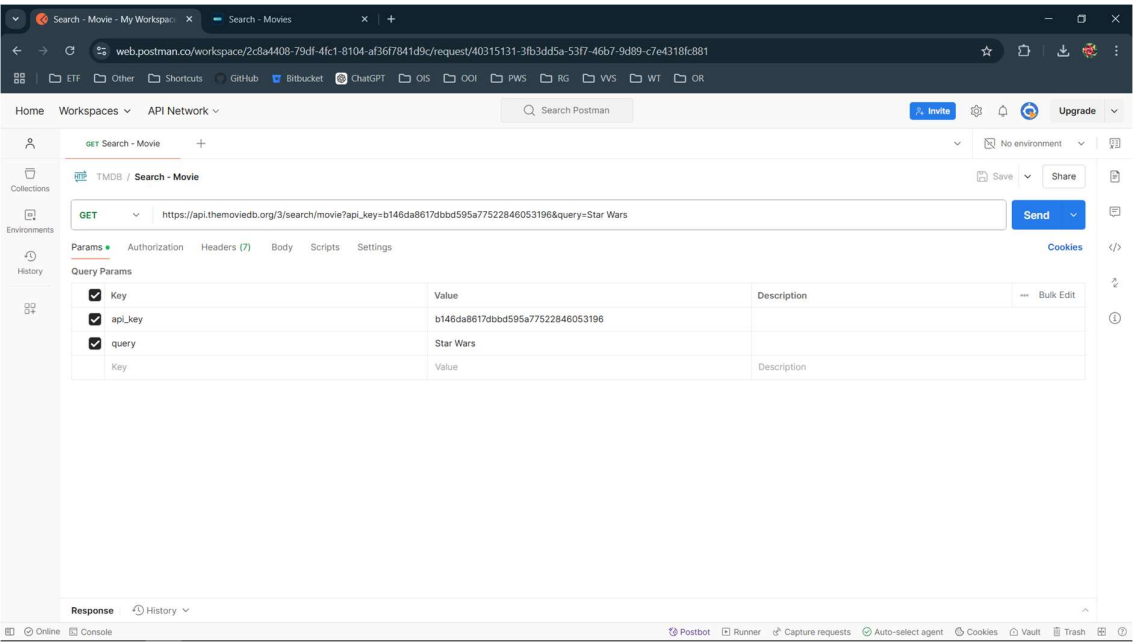 Search - Movie - My Workspac
Search - Movies
web.postman.co/workspace/2c8a4408-79df-4fc1-8104-af36f7841d9c/request/40315131-3fb3dd5a-53f7-46b7-9d89-c7e4318fc881
ETF Other Shortcuts GitHub Bitbucket ChatGPT OIS OOI PWS RG VVS WT OR
Home Workspaces API Network Search Postman Invite Upgrade
GET Search - Movie No environment
Collections
TMDB / Search - Movie Save Share
Environments
GET https://api.themoviedb.org/3/search/movie?api_key=b146da8617dbbd595a77522846053196&query=Star Wars Send
History
Params Authorization Headers (7) Body Scripts Settings Cookies
Query Params
Key Value Description Bulk Edit
api_key b146da8617dbbd595a77522846053196
query Star Wars
Key Value Description
Response History
Online Console Postbot Runner Capture requests Auto-select agent Cookies Vault Trash